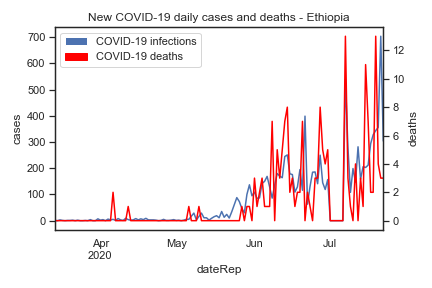 New COVID-19 daily cases and deaths - Ethiopia
COVID-19 infections
COVID-19 deaths
700
600
500
400
300
200
100
0
cases
12
10
8
6
4
2
0
deaths
Apr
2020
May
Jun
Jul
dateRep